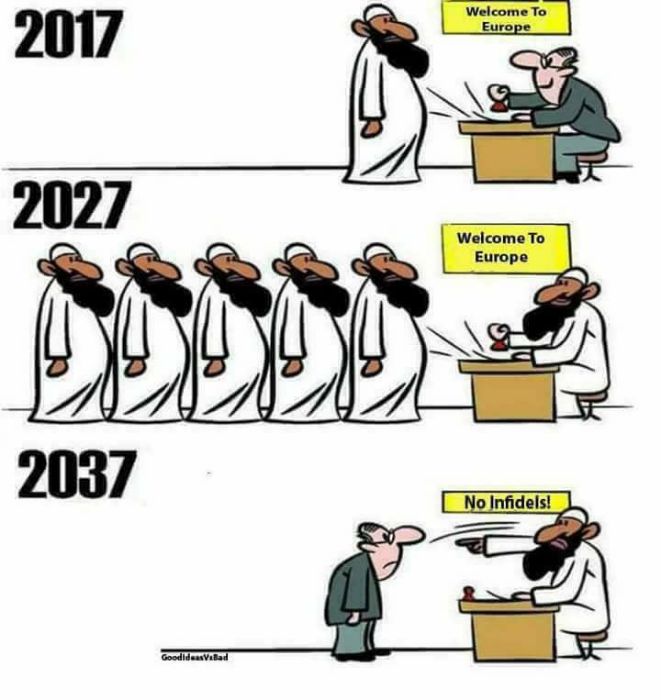 2017
Welcome To
Europe
2027
Welcome To
Europe
2037
No Infidels!
GoodIdeasVsBad